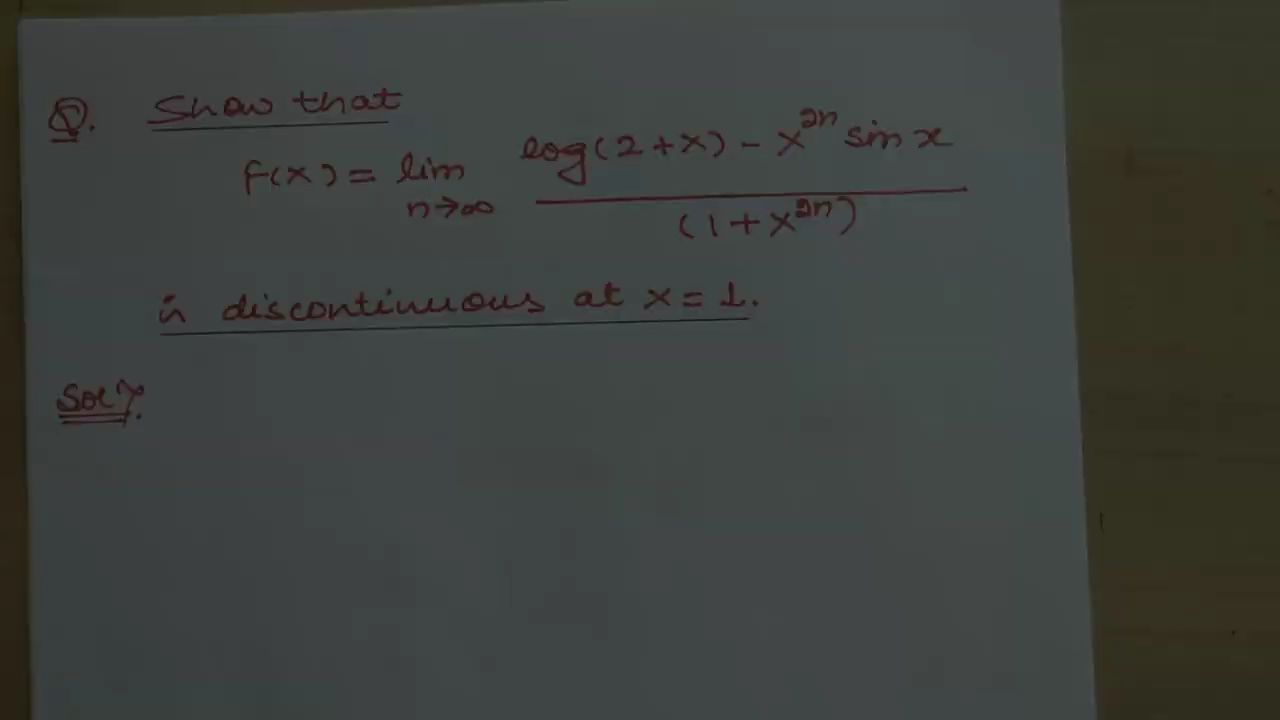 Q. Show that
f(x) = lim n→∞ log(2+x) - x^2n sin x / (1+x^2n)
is discontinuous at x = 1.
Sol^n.